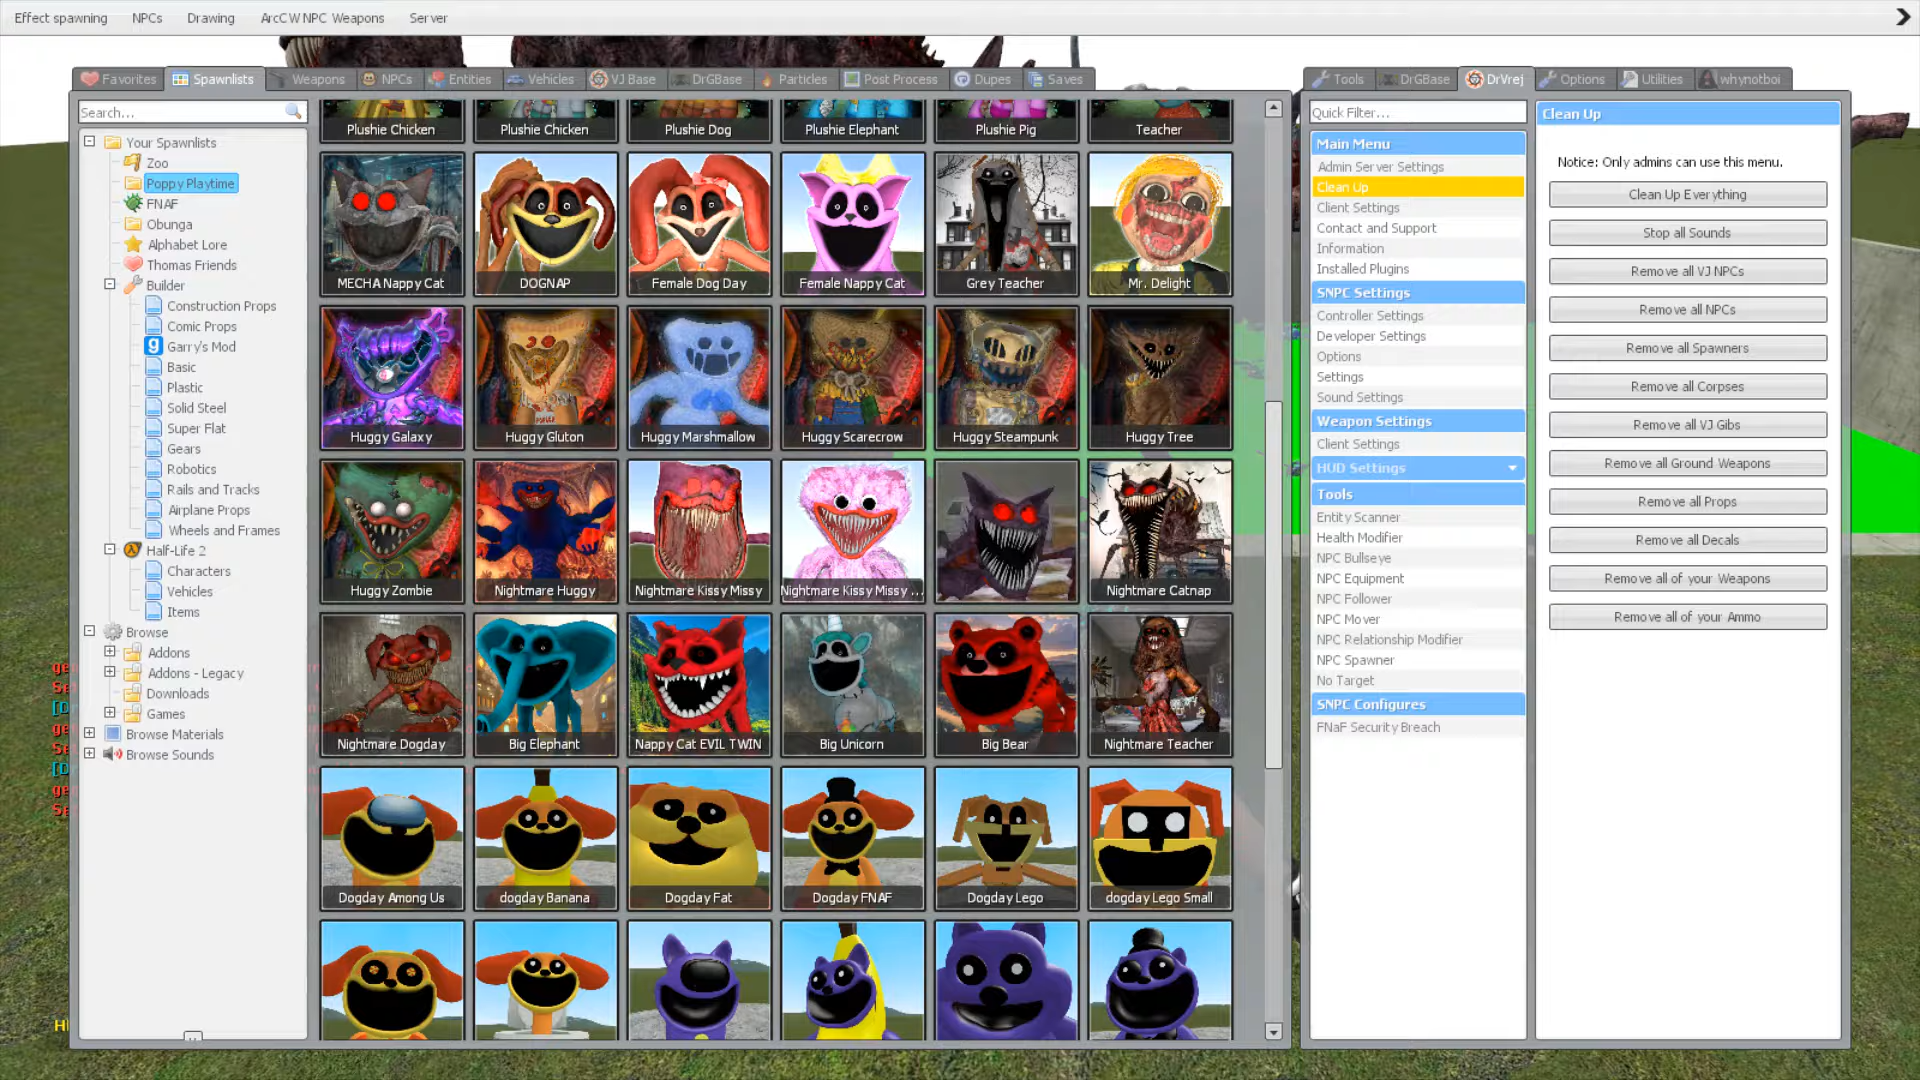 Effect spawning NPCs Drawing ArcCW NPC Weapons Server
Favorites Spawnlists Weapons NPCs Entities Vehicles VJ Base DrGBase Particles Post Process Dupes Saves
Search...
Your Spawnlists
Zoo
Poppy Playtime
FNAF
Obunga
Alphabet Lore
Thomas Friends
Builder
Construction Props
Comic Props
Garry's Mod
Basic
Plastic
Solid Steel
Super Flat
Gears
Robotics
Rails and Tracks
Airplane Props
Wheels and Frames
Half-Life 2
Characters
Vehicles
Items
Browse
Addons
Addons - Legacy
Downloads
Games
Browse Materials
Browse Sounds
Plushie Chicken Plushie Chicken Plushie Dog Plushie Elephant Plushie Pig Teacher
MECHA Nappy Cat DOGNAP Female Dog Day Female Nappy Cat Grey Teacher Mr. Delight
Huggy Galaxy Huggy Gluton Huggy Marshmallow Huggy Scarecrow Huggy Steampunk Huggy Tree
Huggy Zombie Nightmare Huggy Nightmare Kissy Missy Nightmare Kissy Missy ... Nightmare Catnap
Nightmare Dogday Big Elephant Nappy Cat EVIL TWIN Big Unicorn Big Bear Nightmare Teacher
Dogday Among Us dogday Banana Dogday Fat Dogday FNAF Dogday Lego dogday Lego Small
Tools DrGBase DrVrej Options Utilities whynotboi
Quick Filter...
Main Menu
Admin Server Settings
Clean Up
Client Settings
Contact and Support
Information
Installed Plugins
SNPC Settings
Controller Settings
Developer Settings
Options
Settings
Sound Settings
Weapon Settings
Client Settings
HUD Settings
Tools
Entity Scanner
Health Modifier
NPC Bullseye
NPC Equipment
NPC Follower
NPC Mover
NPC Relationship Modifier
NPC Spawner
No Target
SNPC Configures
FNaF Security Breach
Clean Up
Notice: Only admins can use this menu.
Clean Up Everything
Stop all Sounds
Remove all VJ NPCs
Remove all NPCs
Remove all Spawners
Remove all Corpses
Remove all VJ Gibs
Remove all Ground Weapons
Remove all Props
Remove all Decals
Remove all of your Weapons
Remove all of your Ammo